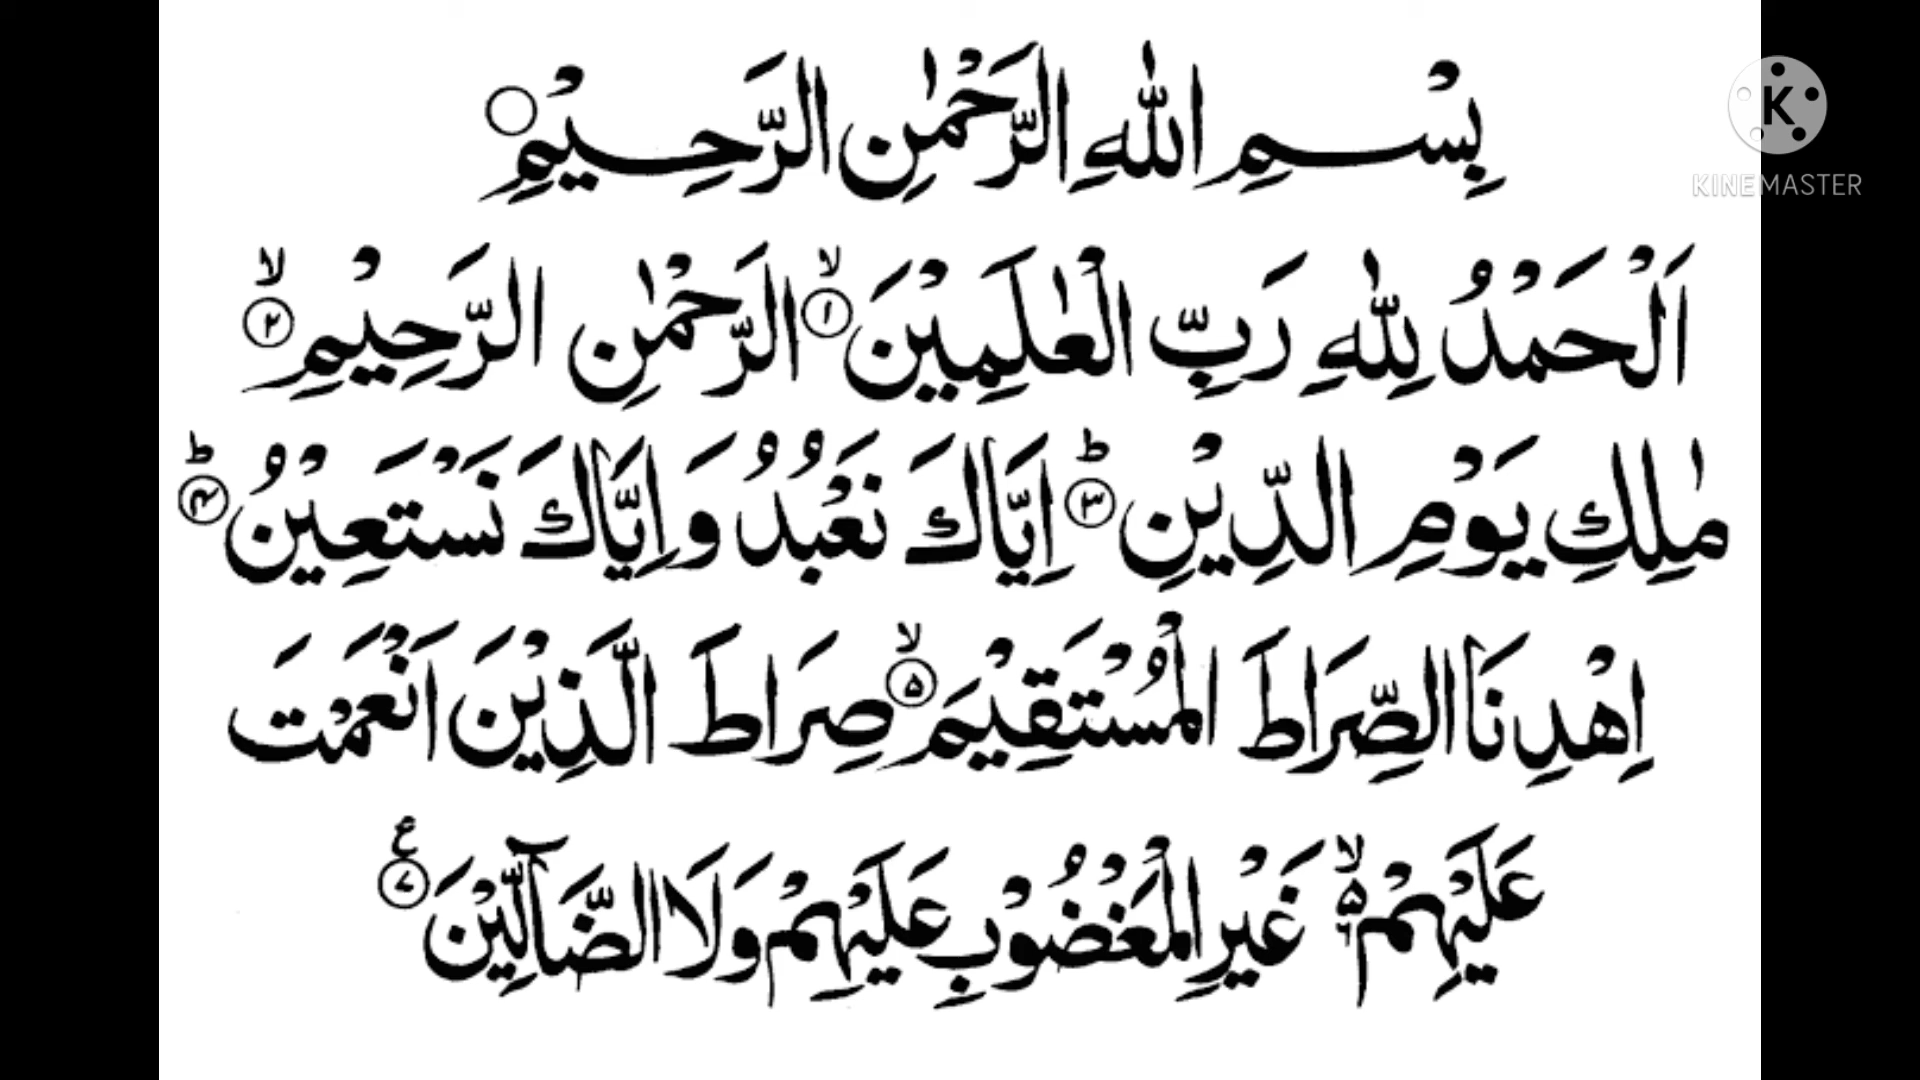 بِسْمِ اللّٰهِ الرَّحْمٰنِ الرَّحِيْمِ ○
اَلْحَمْدُ لِلّٰهِ رَبِّ الْعٰلَمِيْنَ ۙ﴿۱﴾ الرَّحْمٰنِ الرَّحِيْمِ ۙ﴿۲﴾
مٰلِكِ يَوْمِ الدِّيْنِ ؕ﴿۳﴾ اِيَّاكَ نَعْبُدُ وَ اِيَّاكَ نَسْتَعِيْنُ ؕ﴿۴﴾
اِهْدِنَا الصِّرَاطَ الْمُسْتَقِيْمَ ۙ﴿۵﴾ صِرَاطَ الَّذِيْنَ اَنْعَمْتَ
عَلَيْهِمْ ۙ۵ غَيْرِ الْمَغْضُوْبِ عَلَيْهِمْ وَلَا الضَّآلِّيْنَ ﴿۷﴾ ع
K
KINEMASTER